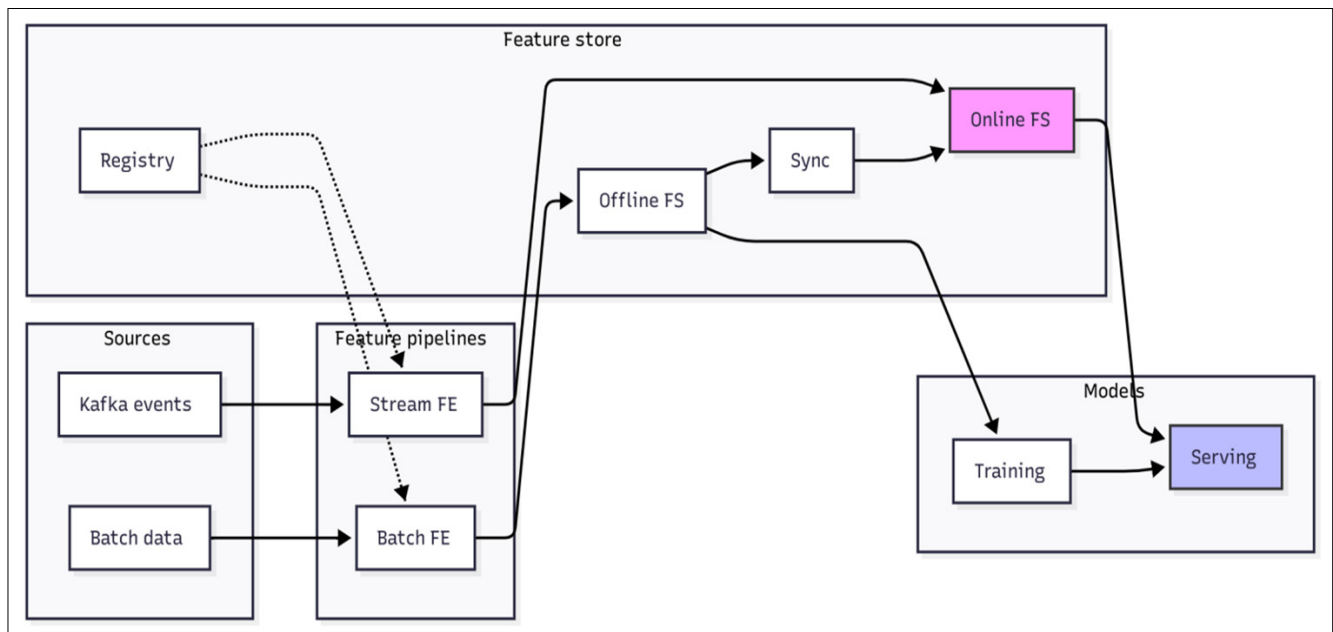 Feature store
Registry
Online FS
Sync
Offline FS
Sources
Kafka events
Batch data
Feature pipelines
Stream FE
Batch FE
Models
Training
Serving